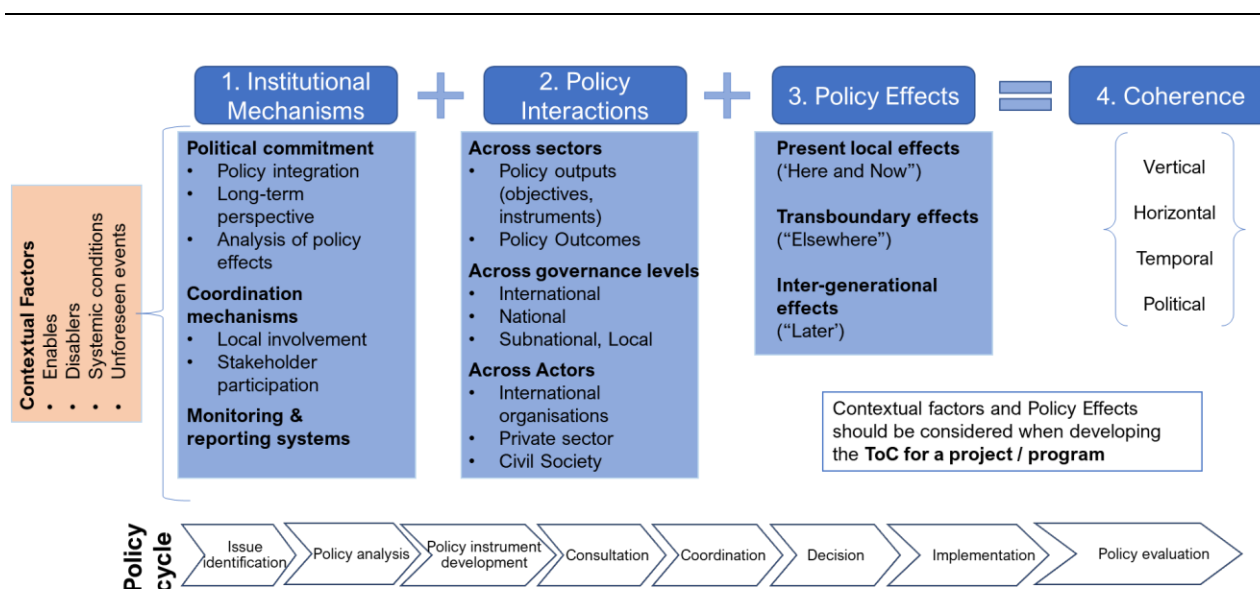 1. Institutional
Mechanisms
2. Policy
Interactions
3. Policy Effects
4. Coherence
Contextual Factors
• Enables
• Disablers
• Systemic conditions
• Unforeseen events
Political commitment
• Policy integration
• Long-term
perspective
• Analysis of policy
effects
Coordination
mechanisms
• Local involvement
• Stakeholder
participation
Monitoring &
reporting systems
Across sectors
• Policy outputs
(objectives,
instruments)
• Policy Outcomes
Across governance levels
• International
• National
• Subnational, Local
Across Actors
• International
organisations
• Private sector
• Civil Society
Present local effects
(‘Here and Now”)
Transboundary effects
(“Elsewhere”)
Inter-generational
effects
(“Later’)
Vertical
Horizontal
Temporal
Political
Contextual factors and Policy Effects
should be considered when developing
the ToC for a project / program
Policy
cycle
Issue
identification
Policy analysis
Policy instrument
development
Consultation
Coordination
Decision
Implementation
Policy evaluation